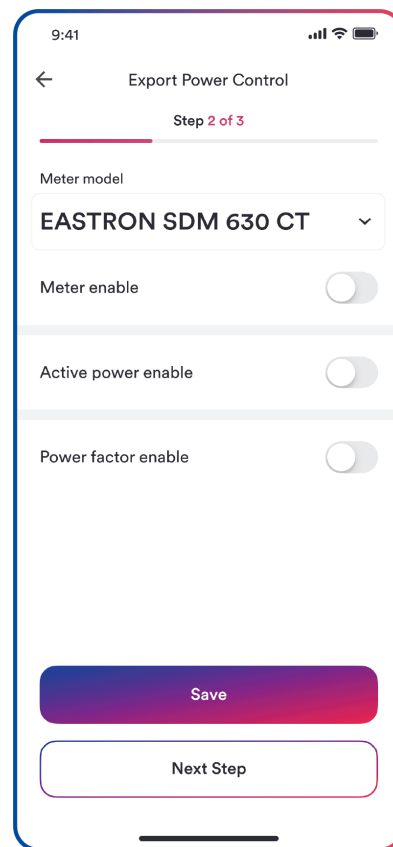 9:41
Export Power Control
Step 2 of 3
Meter model
EASTRON SDM 630 CT
Meter enable
Active power enable
Power factor enable
Save
Next Step